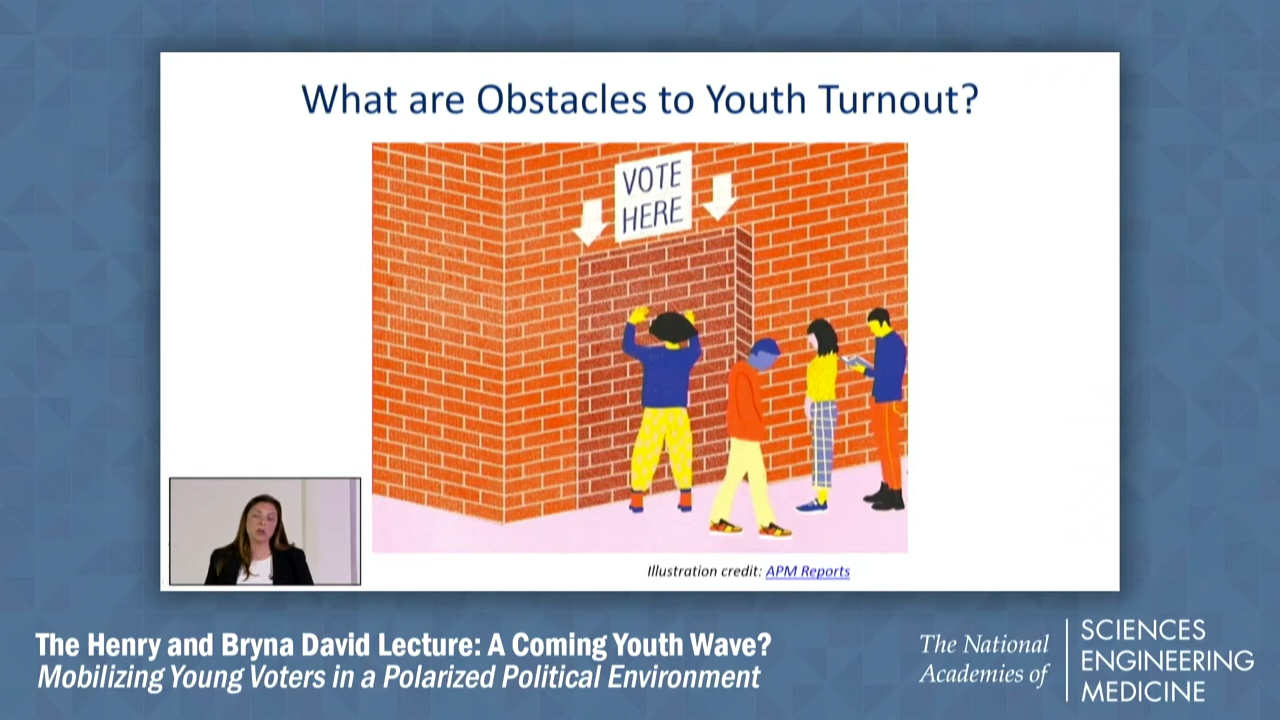 What are Obstacles to Youth Turnout?
VOTE
HERE
Illustration credit: APM Reports
The Henry and Bryna David Lecture: A Coming Youth Wave?
Mobilizing Young Voters in a Polarized Political Environment
The National
Academies of
SCIENCES
ENGINEERING
MEDICINE